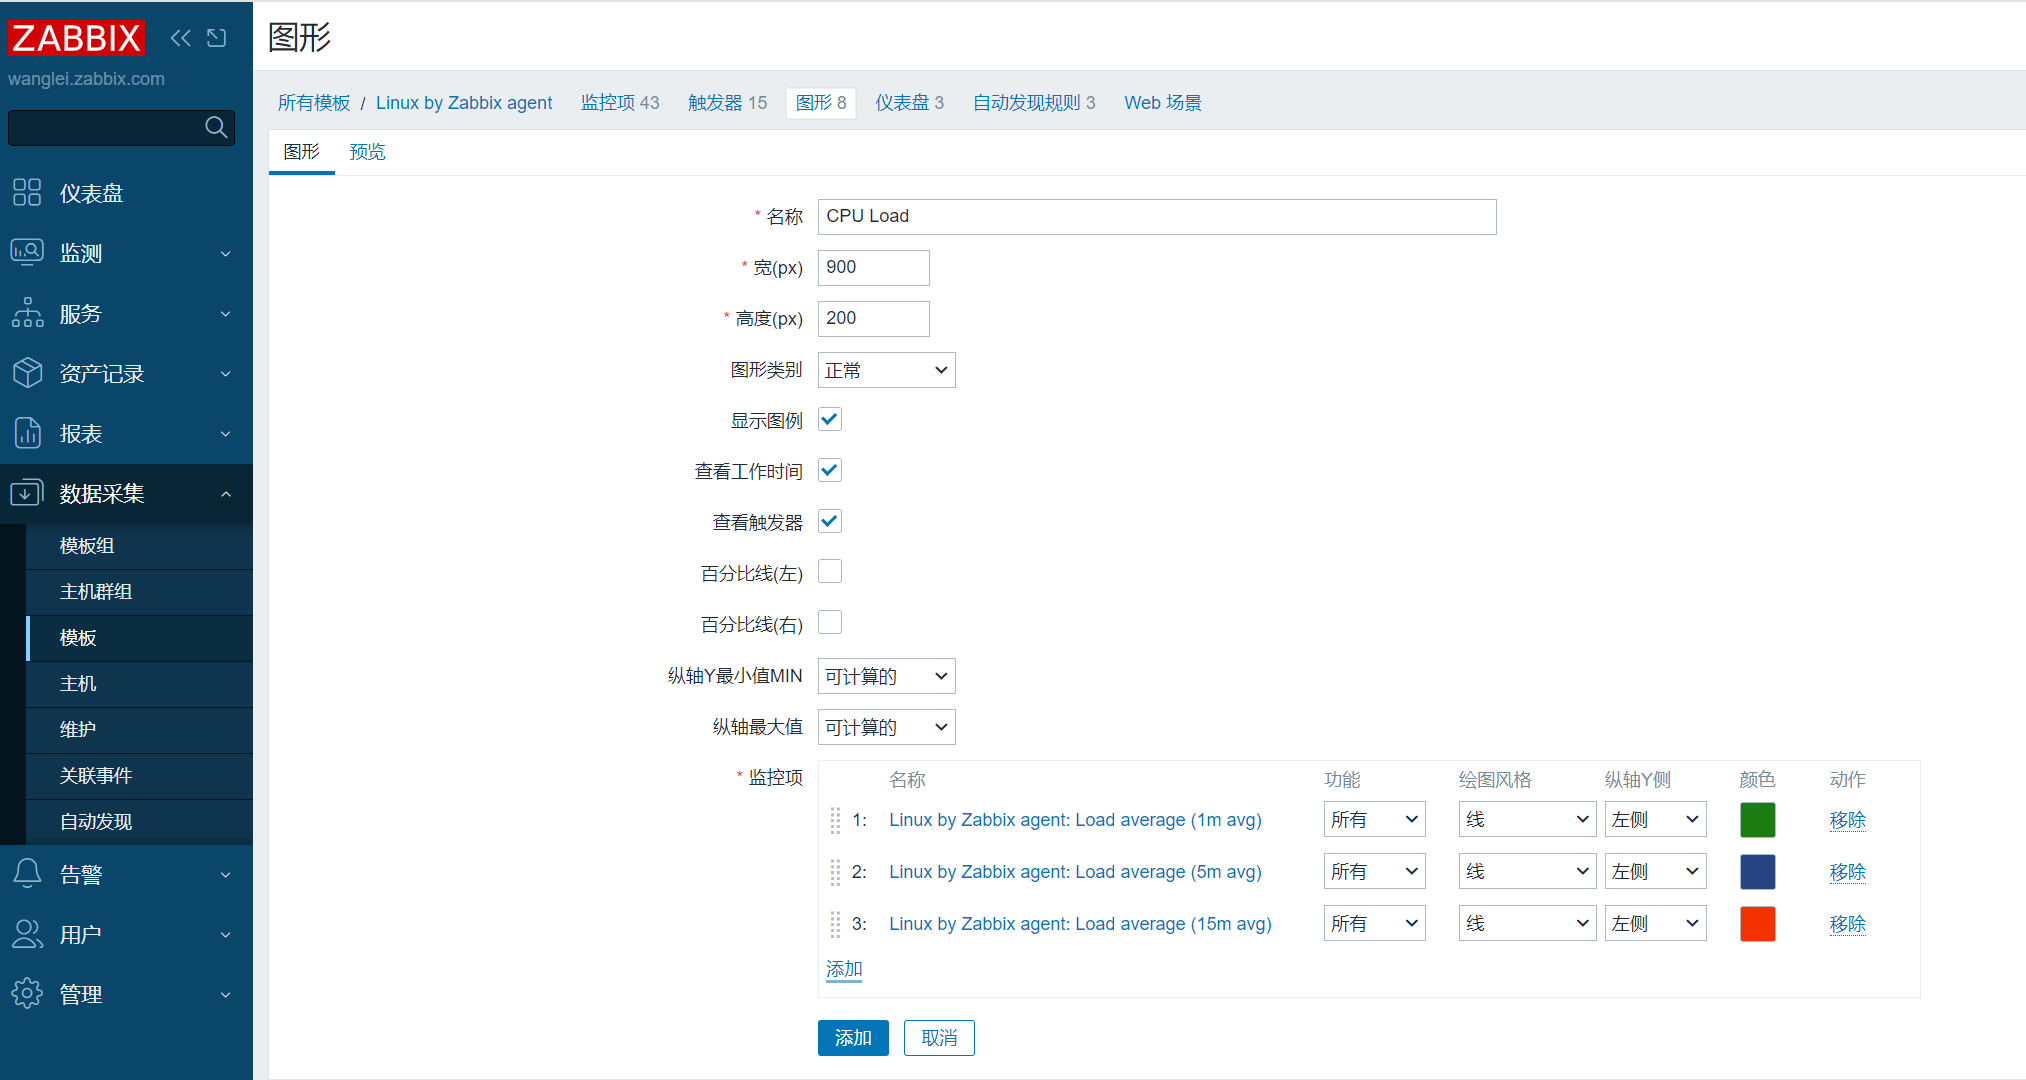 ZABBIX
wanglei.zabbix.com
仪表盘
监测
服务
资产记录
报表
数据采集
模板组
主机群组
模板
主机
维护
关联事件
自动发现
告警
用户
管理
图形
所有模板 / Linux by Zabbix agent 监控项 43 触发器 15 图形 8 仪表盘 3 自动发现规则 3 Web 场景
图形 预览
* 名称 CPU Load
* 宽(px) 900
* 高度(px) 200
图形类别 正常
显示图例
查看工作时间
查看触发器
百分比线(左)
百分比线(右)
纵轴Y最小值MIN 可计算的
纵轴最大值 可计算的
* 监控项 名称 功能 绘图风格 纵轴Y侧 颜色 动作
1: Linux by Zabbix agent: Load average (1m avg) 所有 线 左侧 移除
2: Linux by Zabbix agent: Load average (5m avg) 所有 线 左侧 移除
3: Linux by Zabbix agent: Load average (15m avg) 所有 线 左侧 移除
添加
添加 取消